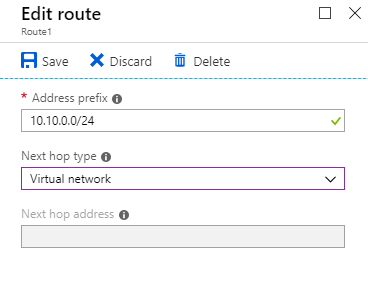 Edit route
Route1
Save Discard Delete
* Address prefix
10.10.0.0/24
Next hop type
Virtual network
Next hop address